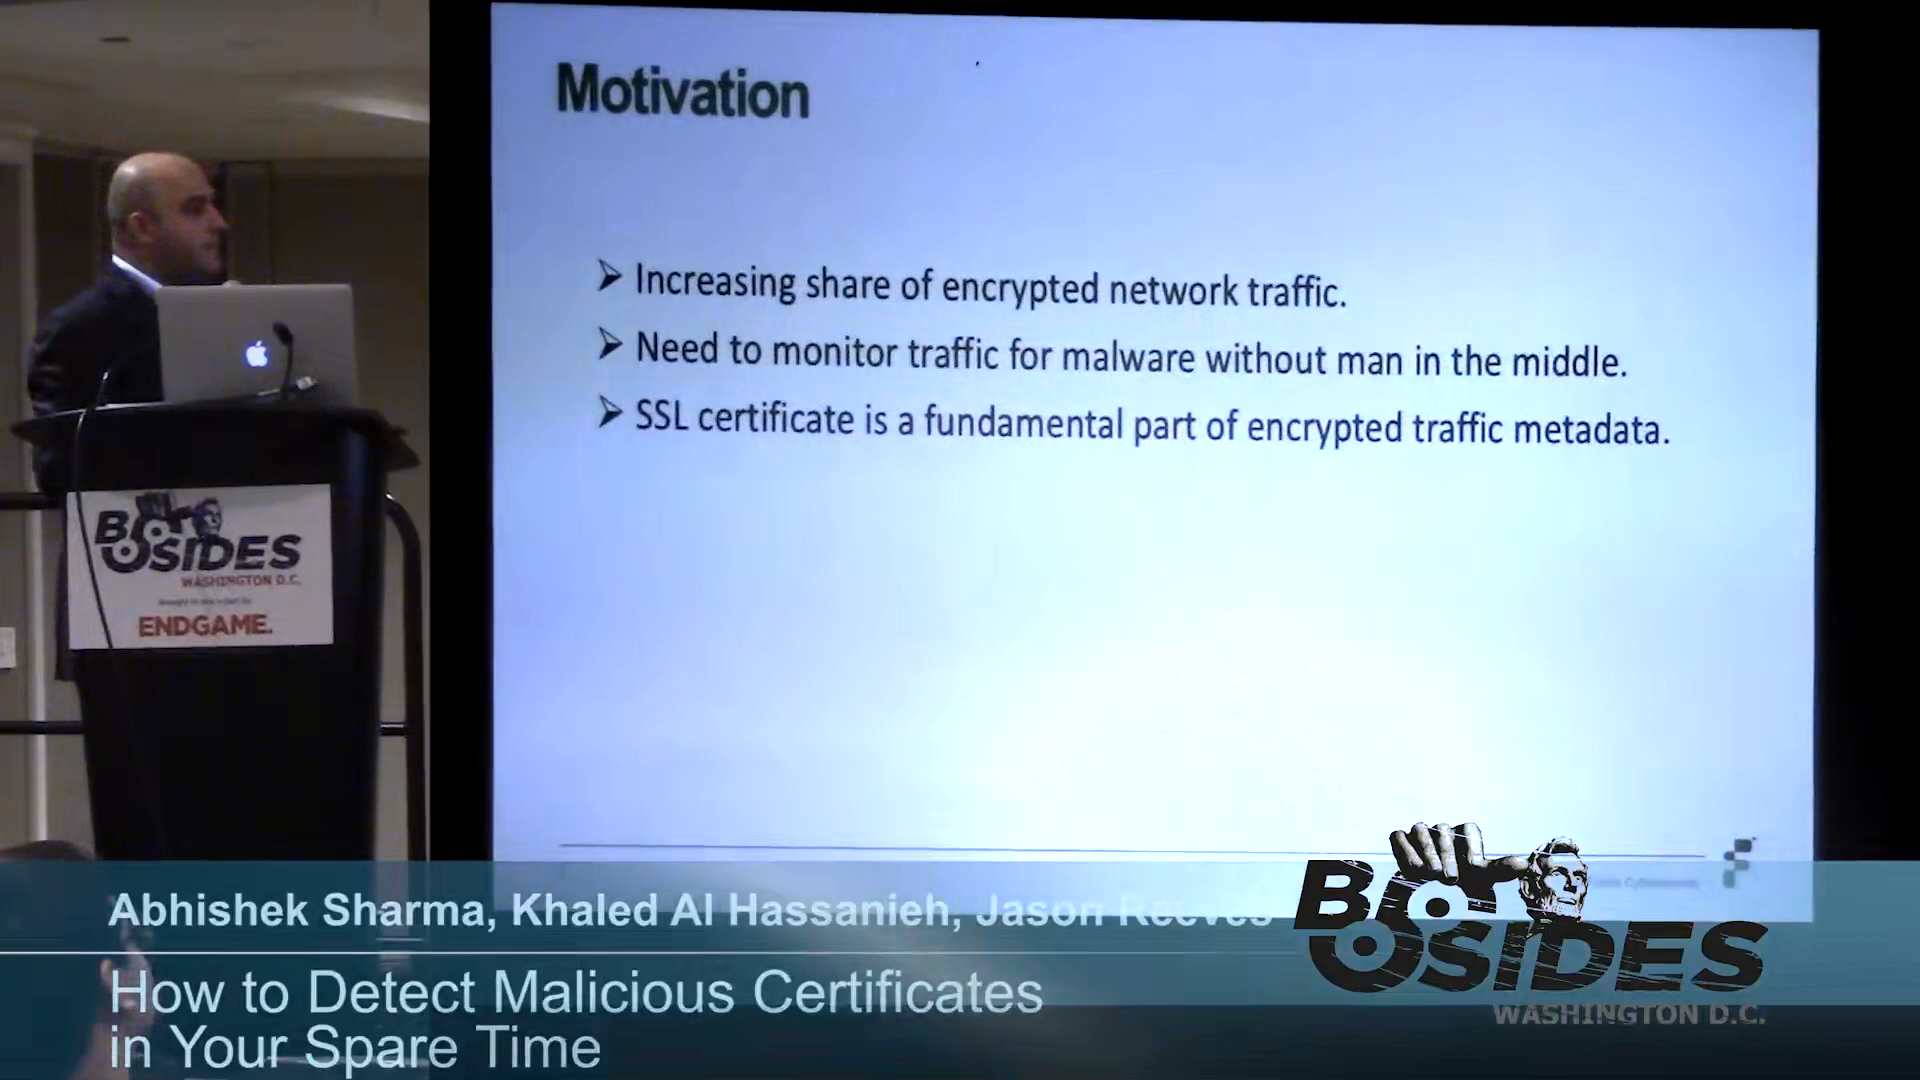 Motivation
Increasing share of encrypted network traffic.
Need to monitor traffic for malware without man in the middle.
SSL certificate is a fundamental part of encrypted traffic metadata.
BSIDES
WASHINGTON D.C.
ENDGAME.
Abhishek Sharma, Khaled Al Hassanieh, Jason Reeves
How to Detect Malicious Certificates
in Your Spare Time
BSIDES
WASHINGTON D.C.